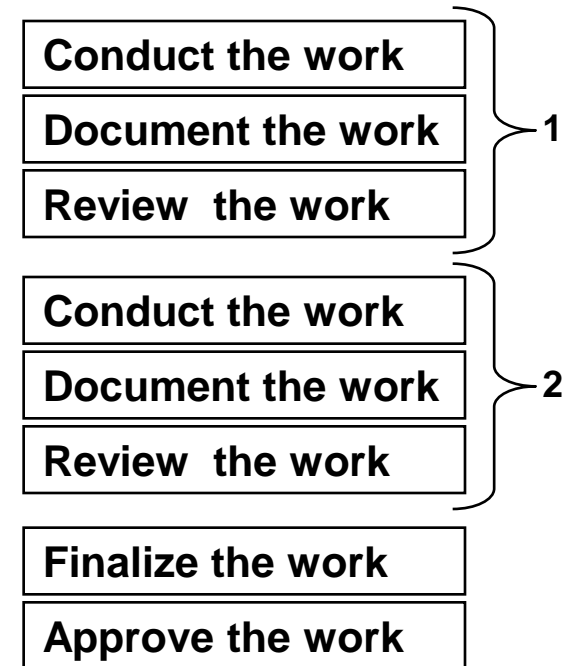 Conduct the work
Document the work
1
Review the work
Conduct the work
Document the work
2
Review the work
Finalize the work
Approve the work